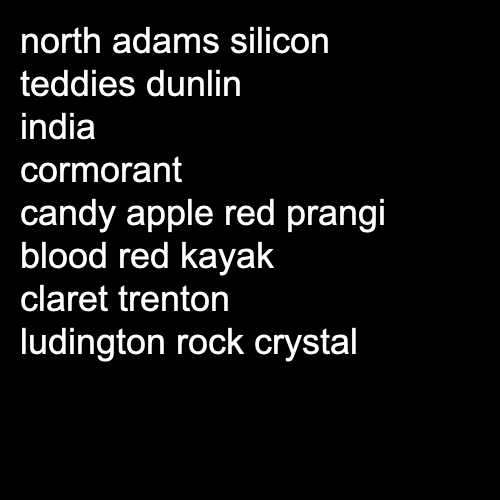 north adams silicon
teddies dunlin
india
cormorant
candy apple red prangi
blood red kayak
claret trenton
ludington rock crystal